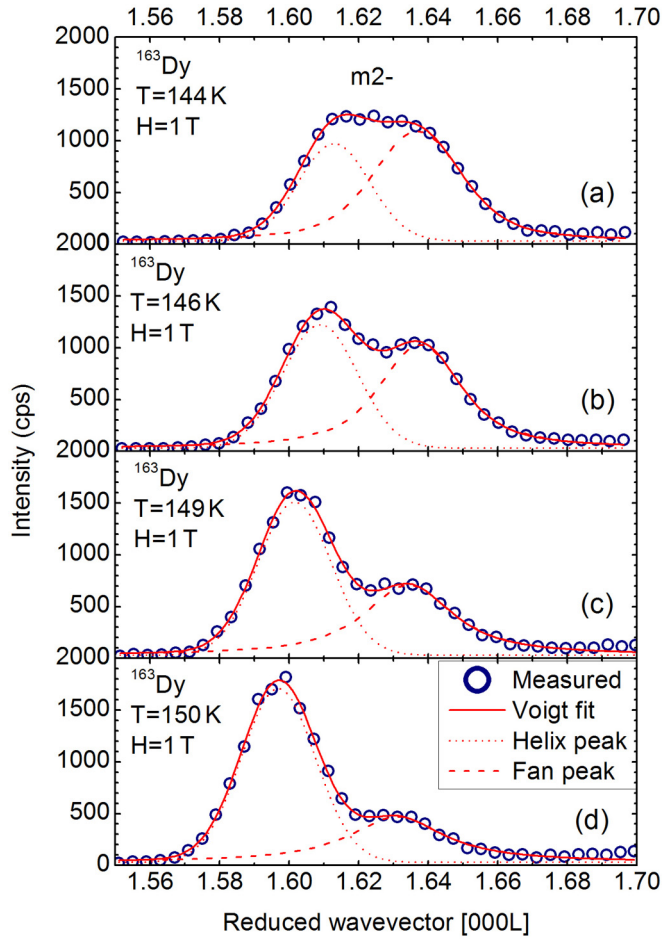 1.56 1.58 1.60 1.62 1.64 1.66 1.68 1.70
2000
1500
1000
500
163Dy
T=144 K
H=1 T
m2-
(a)
2000
1500
1000
500
163Dy
T=146 K
H=1 T
(b)
2000
1500
1000
500
163Dy
T=149 K
H=1 T
(c)
2000
1500
1000
500
0
163Dy
T=150 K
H=1 T
Measured
Voigt fit
Helix peak
Fan peak
(d)
1.56 1.58 1.60 1.62 1.64 1.66 1.68 1.70
Intensity (cps)
Reduced wavevector [000L]